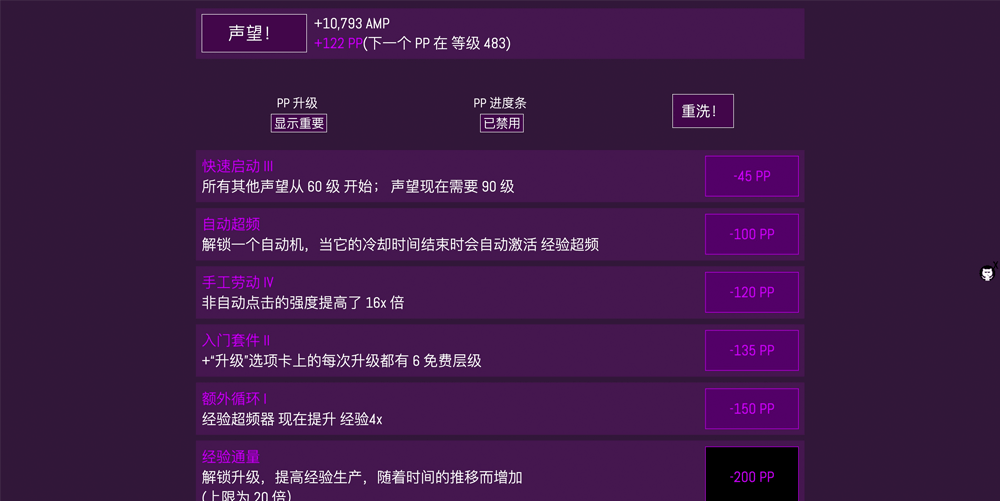 声望!
+10,793 AMP
+122 PP(下一个 PP 在 等级 483)
PP 升级
显示重要
PP 进度条
已禁用
重洗!
快速启动 III
所有其他声望从 60 级 开始; 声望现在需要 90 级
-45 PP
自动超频
解锁一个自动机，当它的冷却时间结束时会自动激活 经验超频
-100 PP
手工劳动 IV
非自动点击的强度提高了 16x 倍
-120 PP
入门套件 II
+“升级”选项卡上的每次升级都有 6 免费层级
-135 PP
额外循环 I
经验超频器 现在提升 经验4x
-150 PP
经验通量
解锁升级，提高经验生产，随着时间的推移而增加
(上限为 20 倍)
-200 PP
X